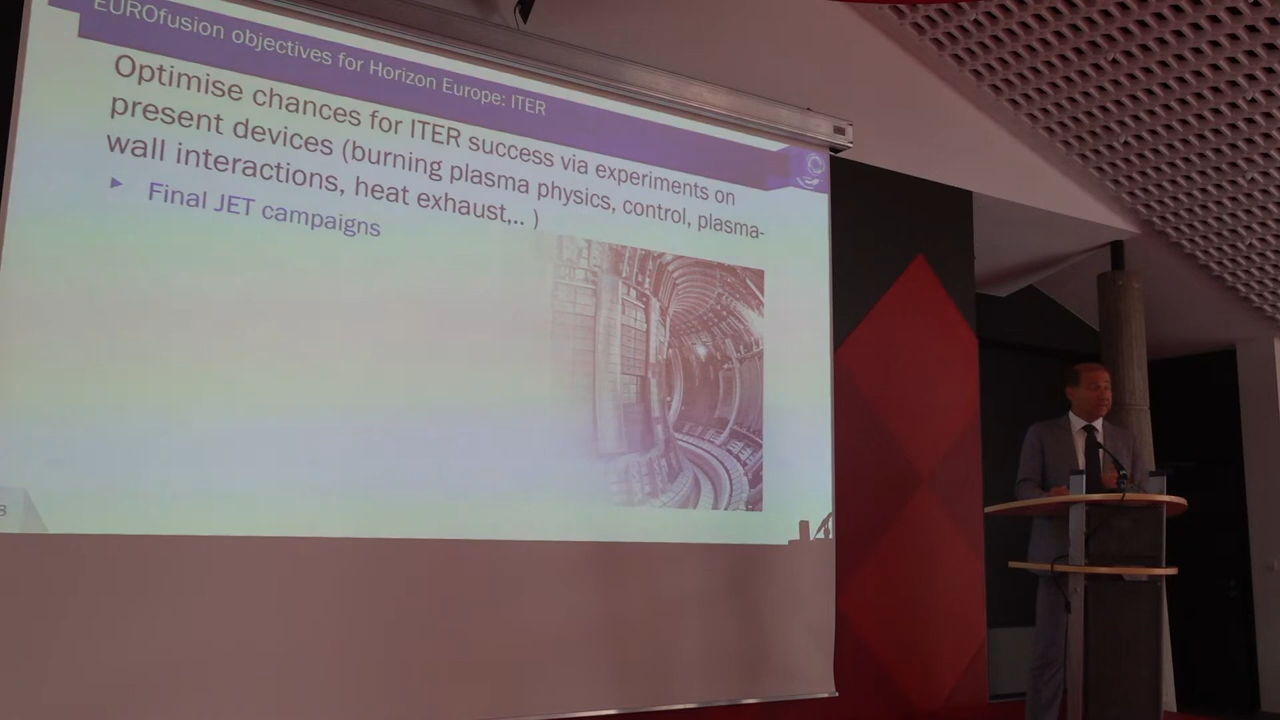 EUROfusion objectives for Horizon Europe: ITER
Optimise chances for ITER success via experiments on
present devices (burning plasma physics, control, plasma-
wall interactions, heat exhaust,.. )
Final JET campaigns